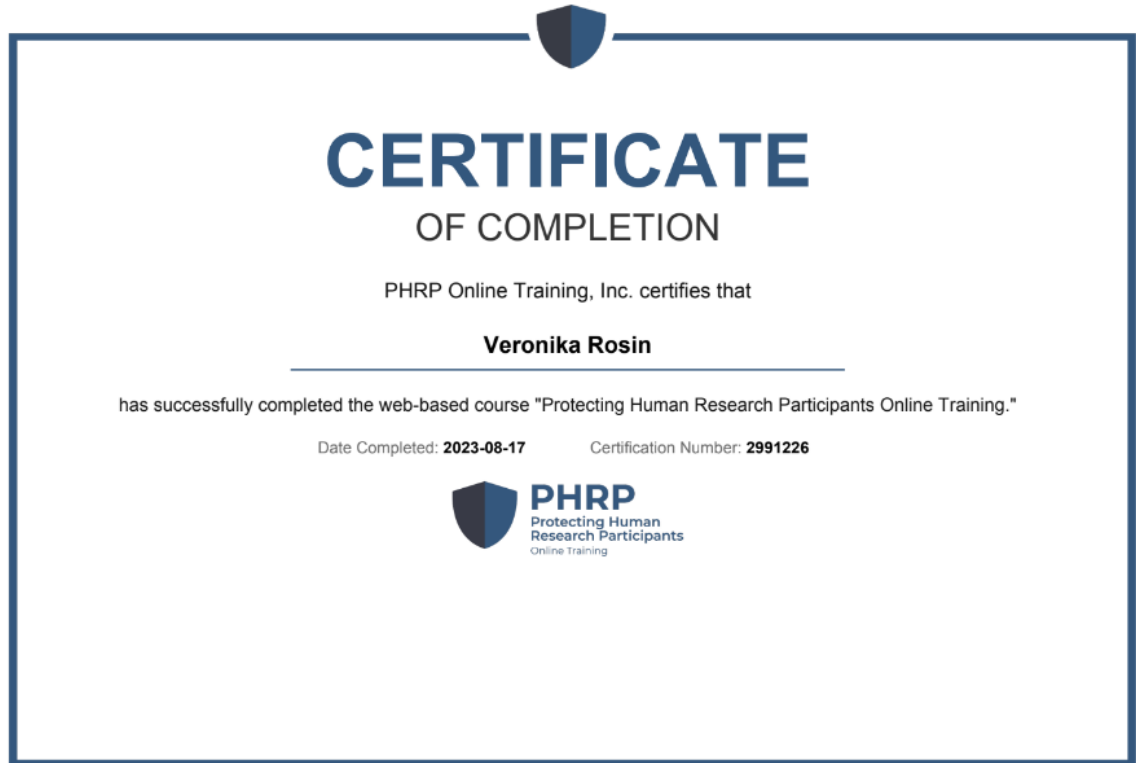 CERTIFICATE
OF COMPLETION
PHRP Online Training, Inc. certifies that
Veronika Rosin
has successfully completed the web-based course "Protecting Human Research Participants Online Training."
Date Completed: 2023-08-17 Certification Number: 2991226
PHRP
Protecting Human
Research Participants
Online Training